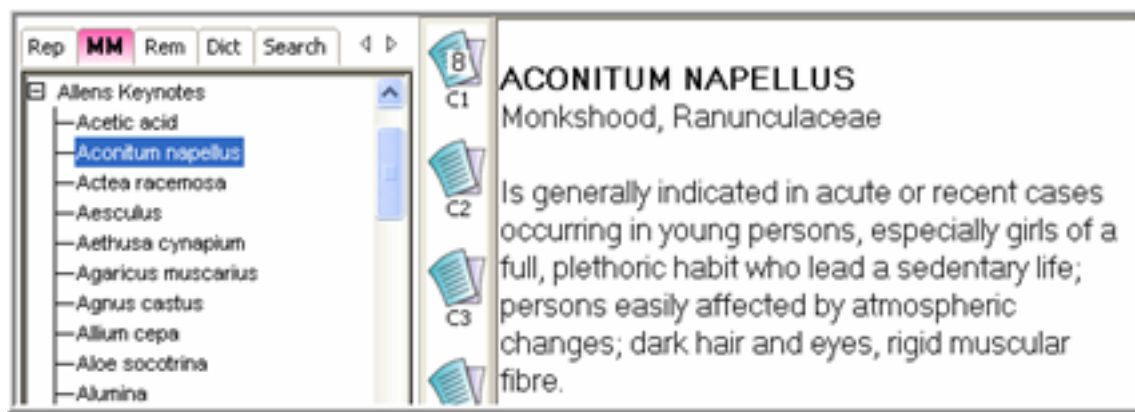 Rep MM Rem Dict Search
Allens Keynotes
Acetic acid
Aconitum napellus
Actea racemosa
Aesculus
Aethusa cynapium
Agaricus muscarius
Agnus castus
Allium cepa
Aloe socotrina
Alumina
8
C1
C2
C3
ACONITUM NAPELLUS
Monkshood, Ranunculaceae
Is generally indicated in acute or recent cases
occurring in young persons, especially girls of a
full, plethoric habit who lead a sedentary life;
persons easily affected by atmospheric
changes; dark hair and eyes, rigid muscular
fibre.